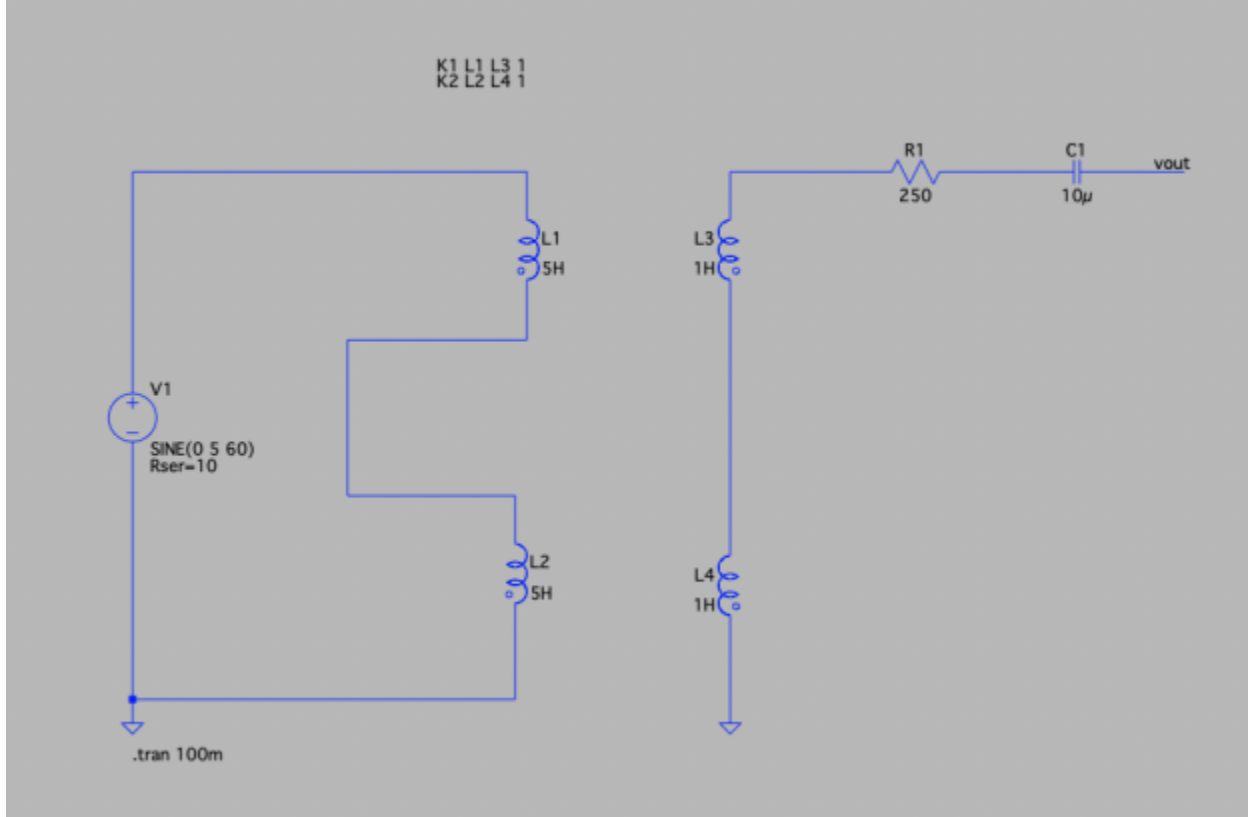 K1 L1 L3 1
K2 L2 L4 1
R1
250
C1
10µ
vout
L1
5H
L3
1H
V1
SINE(0 5 60)
Rser=10
L2
5H
L4
1H
.tran 100m